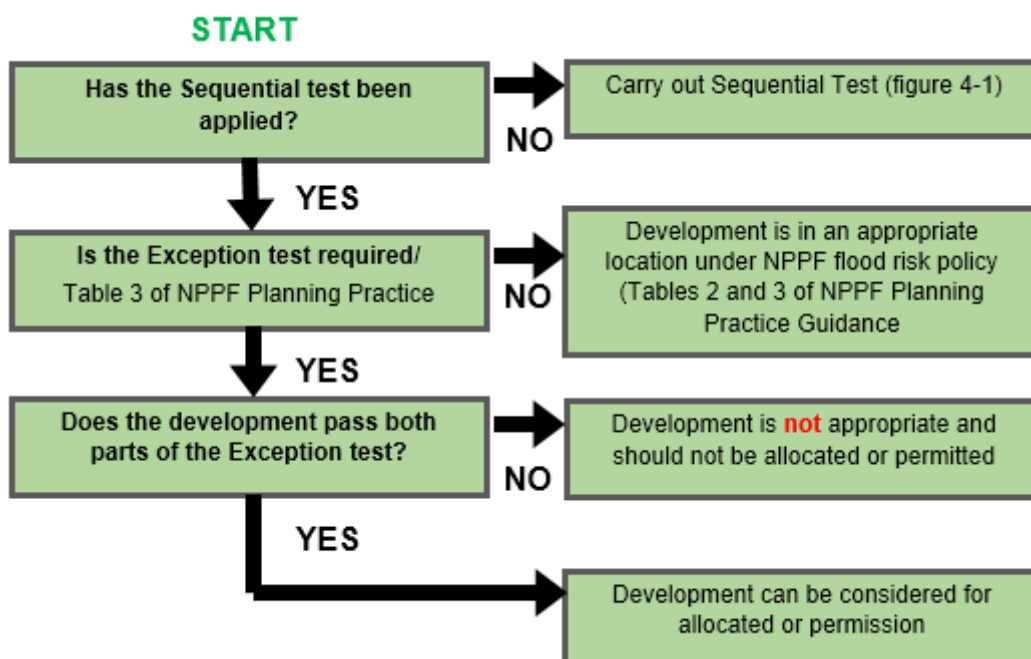 START
Has the Sequential test been
applied?
NO
Carry out Sequential Test (figure 4-1)
YES
Is the Exception test required/
Table 3 of NPPF Planning Practice
NO
Development is in an appropriate
location under NPPF flood risk policy
(Tables 2 and 3 of NPPF Planning
Practice Guidance
YES
Does the development pass both
parts of the Exception test?
NO
Development is not appropriate and
should not be allocated or permitted
YES
Development can be considered for
allocated or permission